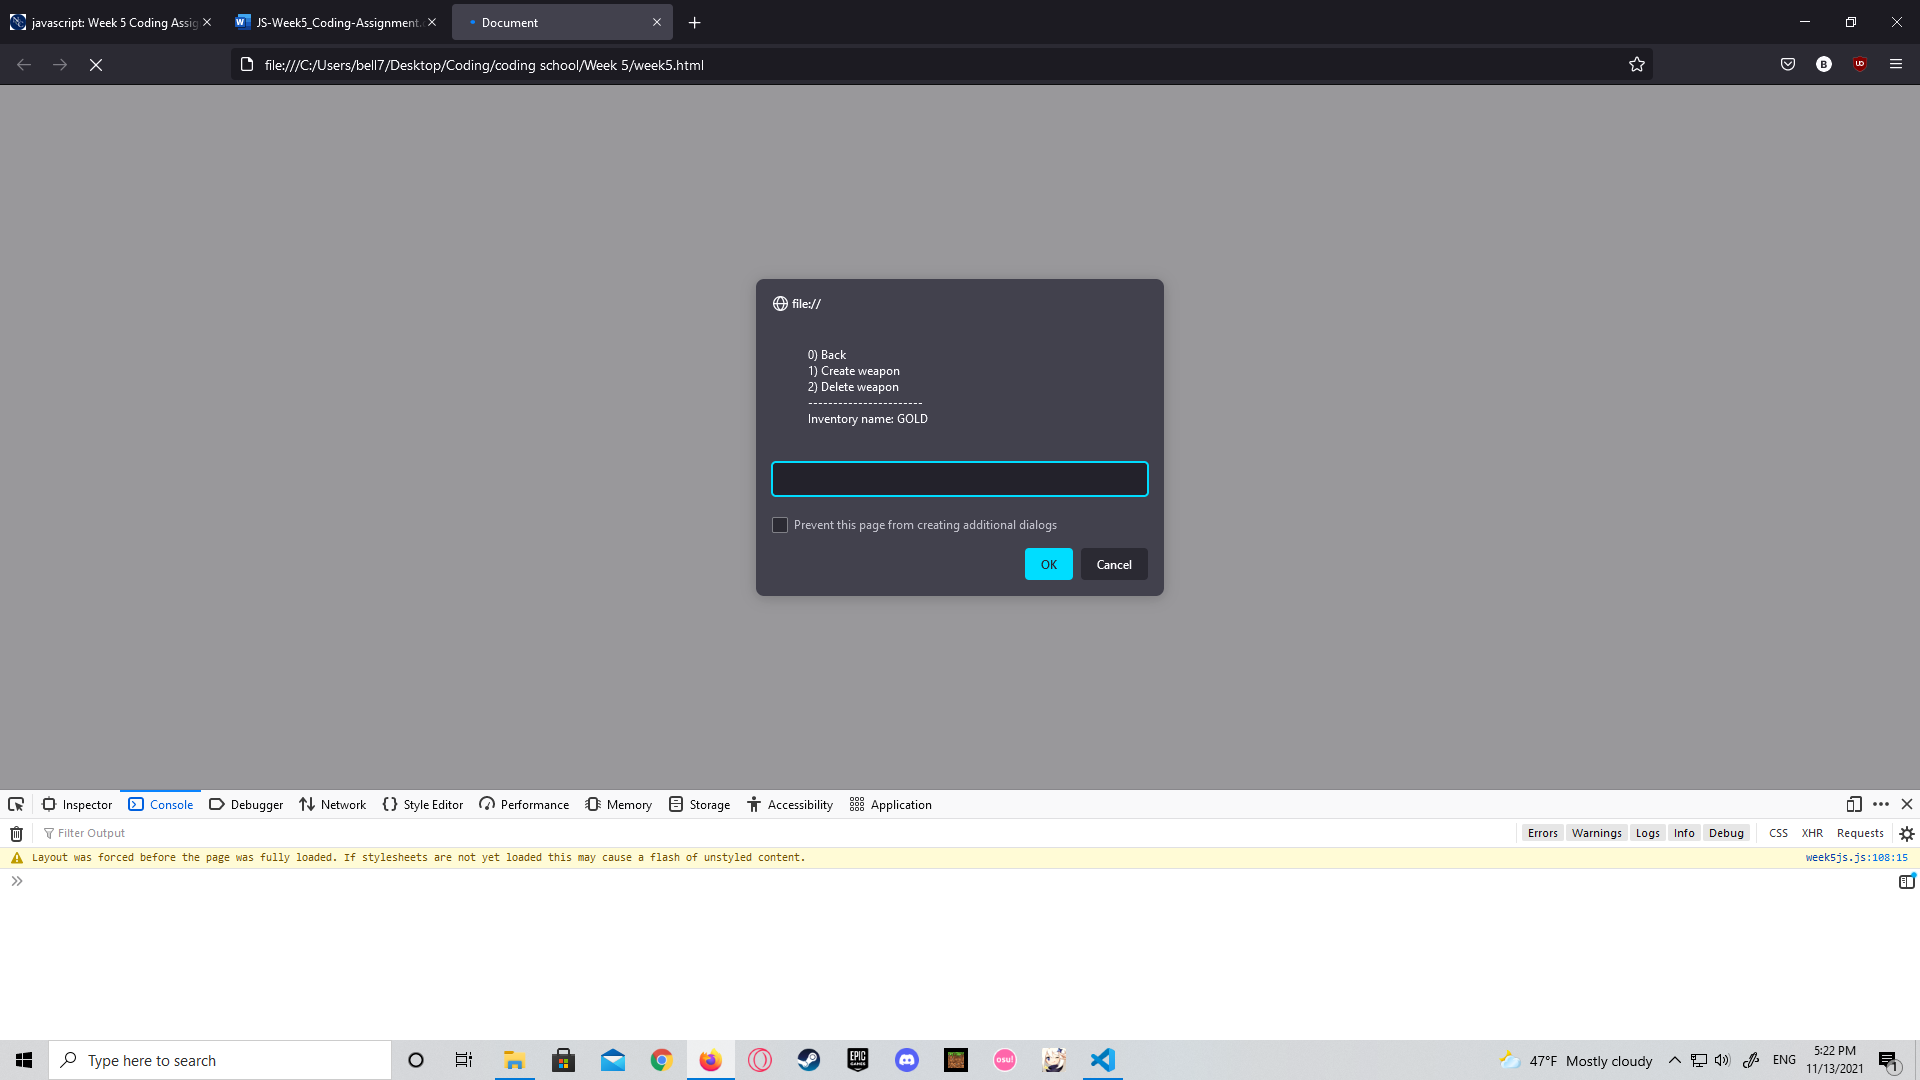 javascript: Week 5 Coding Assig
JS-Week5_Coding-Assignment.
Document
file:///C:/Users/bell7/Desktop/Coding/coding school/Week 5/week5.html
B
file://
0) Back
1) Create weapon
2) Delete weapon
-----------------------
Inventory name: GOLD
Prevent this page from creating additional dialogs
OK Cancel
Inspector Console Debugger Network Style Editor Performance Memory Storage Accessibility Application
Filter Output Errors Warnings Logs Info Debug CSS XHR Requests
Layout was forced before the page was fully loaded. If stylesheets are not yet loaded this may cause a flash of unstyled content. week5js.js:108:15
Type here to search
EPIC GAMES
osu!
47°F Mostly cloudy
ENG
5:22 PM
11/13/2021
1